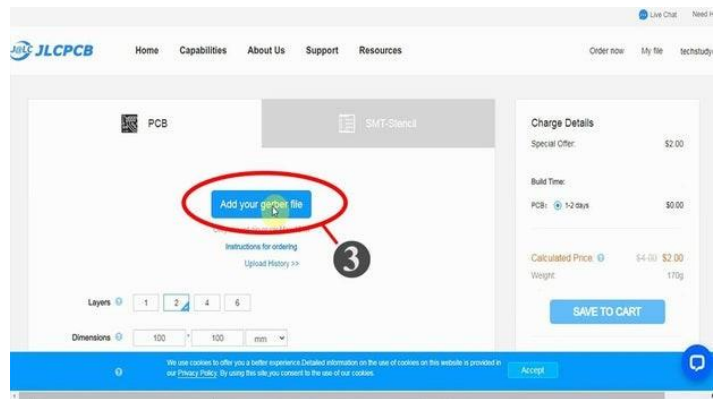 Live Chat Need H
JLCPCB Home Capabilities About Us Support Resources Order now My file techstudy
PCB SMT-Stencil
Charge Details
Special Offer: $2.00
Add your gerber file
Build Time:
PCB: 1-2 days $0.00
Instructions for ordering
Upload History >>
3
Calculated Price $4.00 $2.00
Weight 170g
SAVE TO CART
Layers 1 2 4 6
Dimensions 100 * 100 mm
We use cookies to offer you a better experience.Detailed information on the use of cookies on this website is provided in
our Privacy Policy. By using this site,you consent to the use of our cookies.
Accept